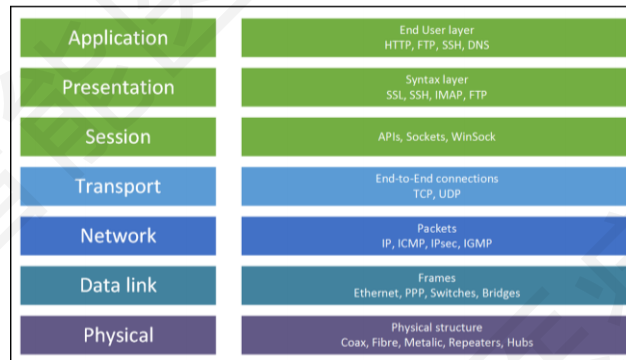 Application
End User layer
HTTP, FTP, SSH, DNS
Presentation
Syntax layer
SSL, SSH, IMAP, FTP
Session
APIs, Sockets, WinSock
Transport
End-to-End connections
TCP, UDP
Network
Packets
IP, ICMP, IPsec, IGMP
Data link
Frames
Ethernet, PPP, Switches, Bridges
Physical
Physical structure
Coax, Fibre, Metalic, Repeaters, Hubs